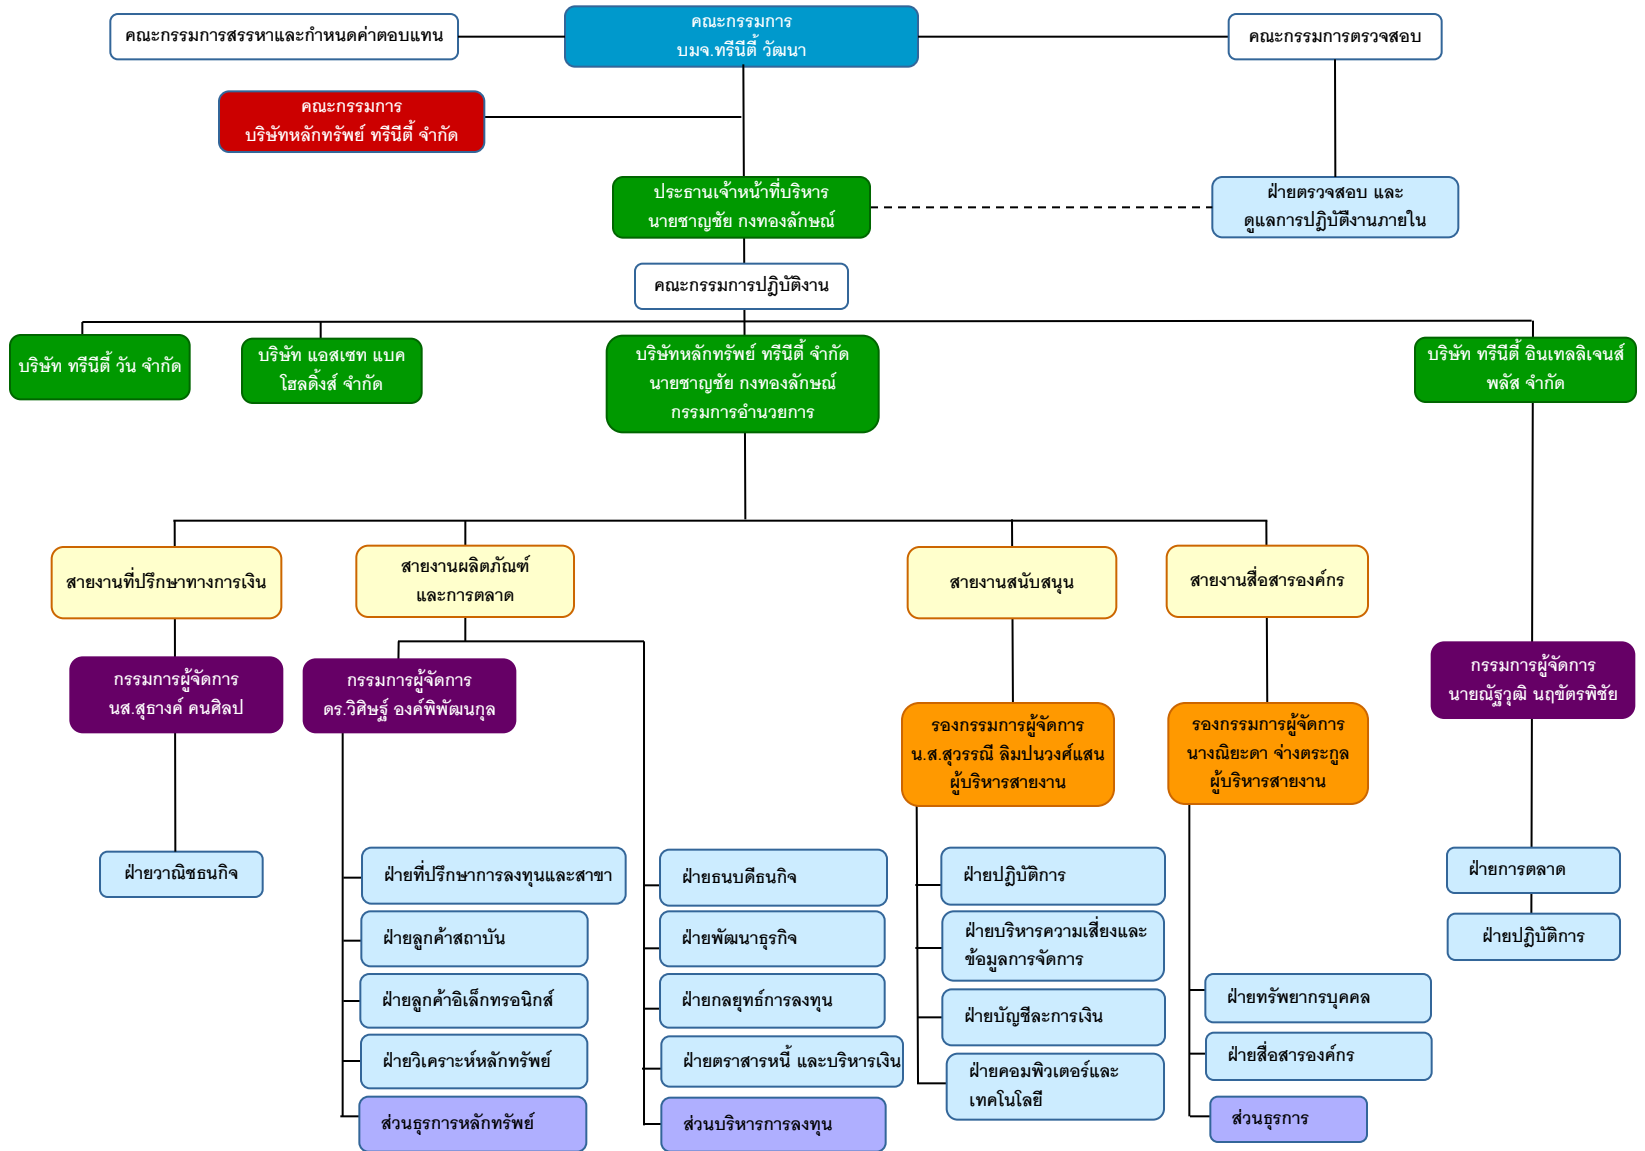 คณะกรรมการสรรหาและกำหนดค่าตอบแทน
คณะกรรมการ
บมจ.ทรีนีตี้ วัฒนา
คณะกรรมการตรวจสอบ
คณะกรรมการ
บริษัทหลักทรัพย์ ทรีนีตี้ จำกัด
ประธานเจ้าหน้าที่บริหาร
นายชาญชัย กงทองลักษณ์
ฝ่ายตรวจสอบ และ
ดูแลการปฎิบัตืงานภายใน
คณะกรรมการปฎิบัติงาน
บริษัท ทรีนีตี้ วัน จำกัด
บริษัท แอสเซท แบค
โฮลดิ้งส์ จำกัด
บริษัทหลักทรัพย์ ทรีนีตี้ จำกัด
นายชาญชัย กงทองลักษณ์
กรรมการอำนวยการ
บริษัท ทรีนีตี้ อินเทลลิเจนส์
พลัส จำกัด
สายงานที่ปรึกษาทางการเงิน
สายงานผลิตภัณฑ์
และการตลาด
สายงานสนับสนุน
สายงานสื่อสารองค์กร
กรรมการผู้จัดการ
นส.สุธางค์ คนศิลป
กรรมการผู้จัดการ
ดร.วิศิษฐ์ องค์พิพัฒนกุล
รองกรรมการผู้จัดการ
น.ส.สุวรรณี ลิมปนวงศ์แสน
ผู้บริหารสายงาน
รองกรรมการผู้จัดการ
นางณิยะดา จ่างตระกูล
ผู้บริหารสายงาน
กรรมการผู้จัดการ
นายณัฐวุฒิ นฤขัตรพิชัย
ฝ่ายวาณิชธนกิจ
ฝ่ายที่ปรึกษาการลงทุนและสาขา
ฝ่ายลูกค้าสถาบัน
ฝ่ายลูกค้าอิเล็กทรอนิกส์
ฝ่ายวิเคราะห์หลักทรัพย์
ส่วนธุรการหลักทรัพย์
ฝ่ายธนบดีธนกิจ
ฝ่ายพัฒนาธุรกิจ
ฝ่ายกลยุทธ์การลงทุน
ฝ่ายตราสารหนี้ และบริหารเงิน
ส่วนบริหารการลงทุน
ฝ่ายปฎิบัติการ
ฝ่ายบริหารความเสี่ยงและ
ข้อมูลการจัดการ
ฝ่ายบัญชีละการเงิน
ฝ่ายคอมพิวเตอร์และ
เทคโนโลยี
ฝ่ายทรัพยากรบุคคล
ฝ่ายสื่อสารองค์กร
ส่วนธุรการ
ฝ่ายการตลาด
ฝ่ายปฎิบัติการ